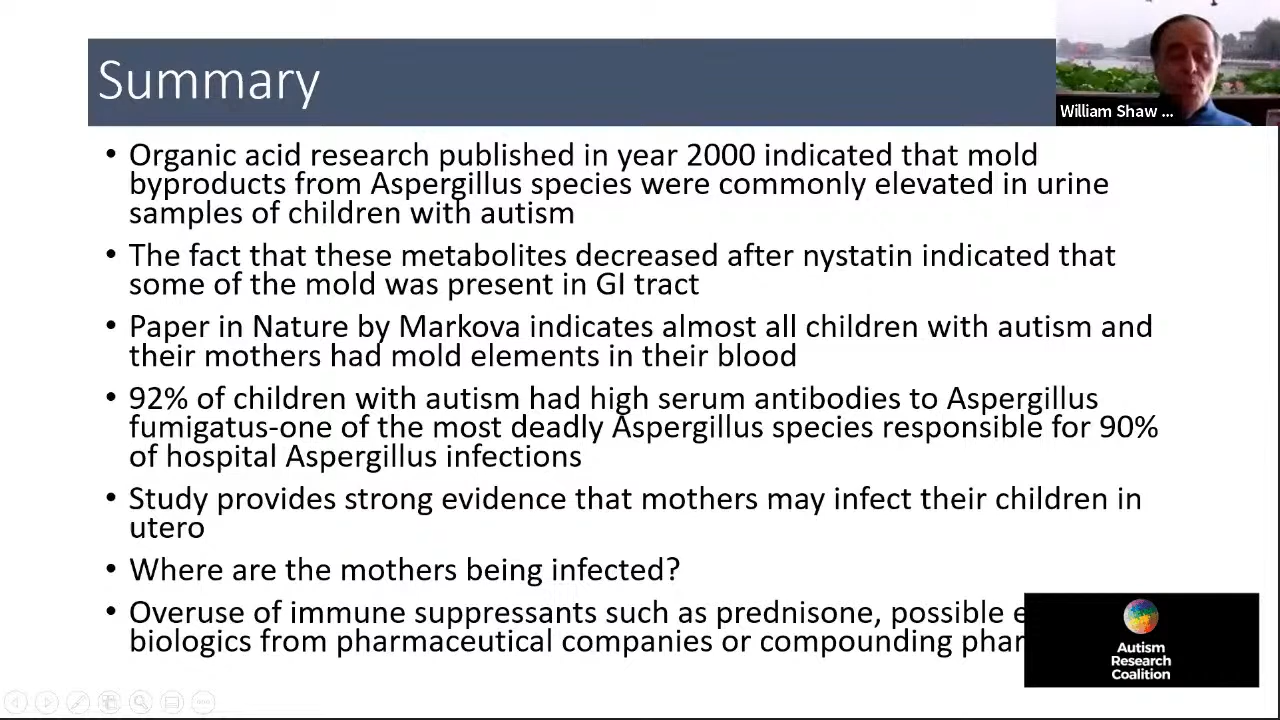 Summary
William Shaw ...
• Organic acid research published in year 2000 indicated that mold
byproducts from Aspergillus species were commonly elevated in urine
samples of children with autism
• The fact that these metabolites decreased after nystatin indicated that
some of the mold was present in GI tract
• Paper in Nature by Markova indicates almost all children with autism and
their mothers had mold elements in their blood
• 92% of children with autism had high serum antibodies to Aspergillus
fumigatus-one of the most deadly Aspergillus species responsible for 90%
of hospital Aspergillus infections
• Study provides strong evidence that mothers may infect their children in
utero
• Where are the mothers being infected?
• Overuse of immune suppressants such as prednisone, possible
biologics from pharmaceutical companies or compounding
Autism
Research
Coalition